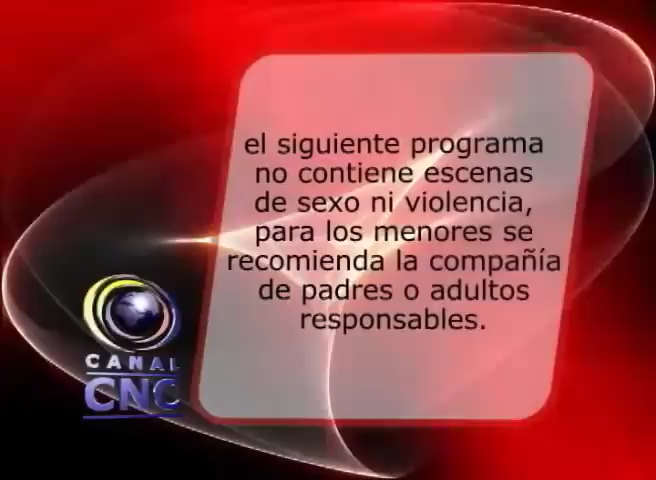 el siguiente programa
no contiene escenas
de sexo ni violencia,
para los menores se
recomienda la compañía
de padres o adultos
responsables.
CANAL
CNC